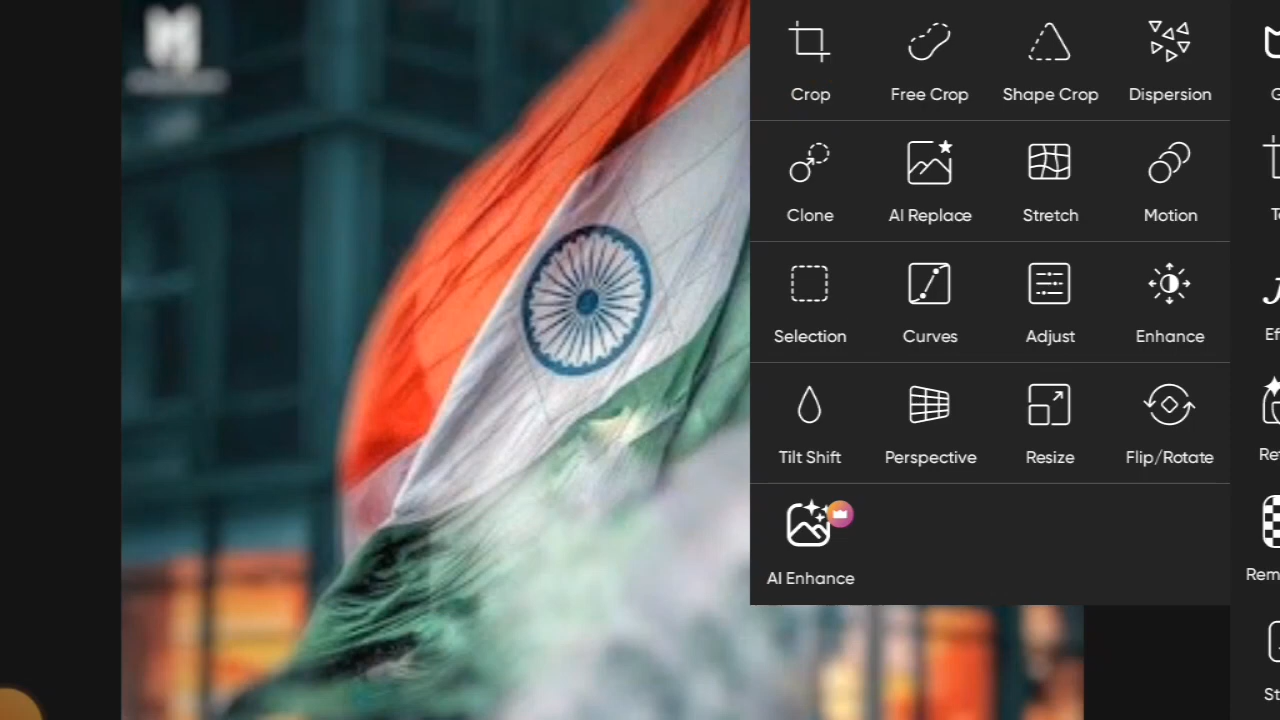 Crop Free Crop Shape Crop Dispersion
Clone AI Replace Stretch Motion
Selection Curves Adjust Enhance
Tilt Shift Perspective Resize Flip/Rotate
AI Enhance